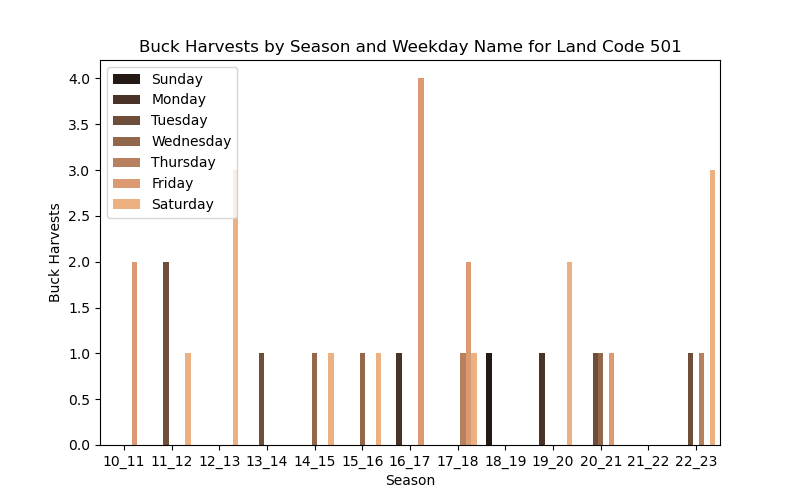 Buck Harvests by Season and Weekday Name for Land Code 501
Sunday
Monday
Tuesday
Wednesday
Thursday
Friday
Saturday
Buck Harvests
4.0
3.5
3.0
2.5
2.0
1.5
1.0
0.5
0.0
10_11 11_12 12_13 13_14 14_15 15_16 16_17 17_18 18_19 19_20 20_21 21_22 22_23
Season